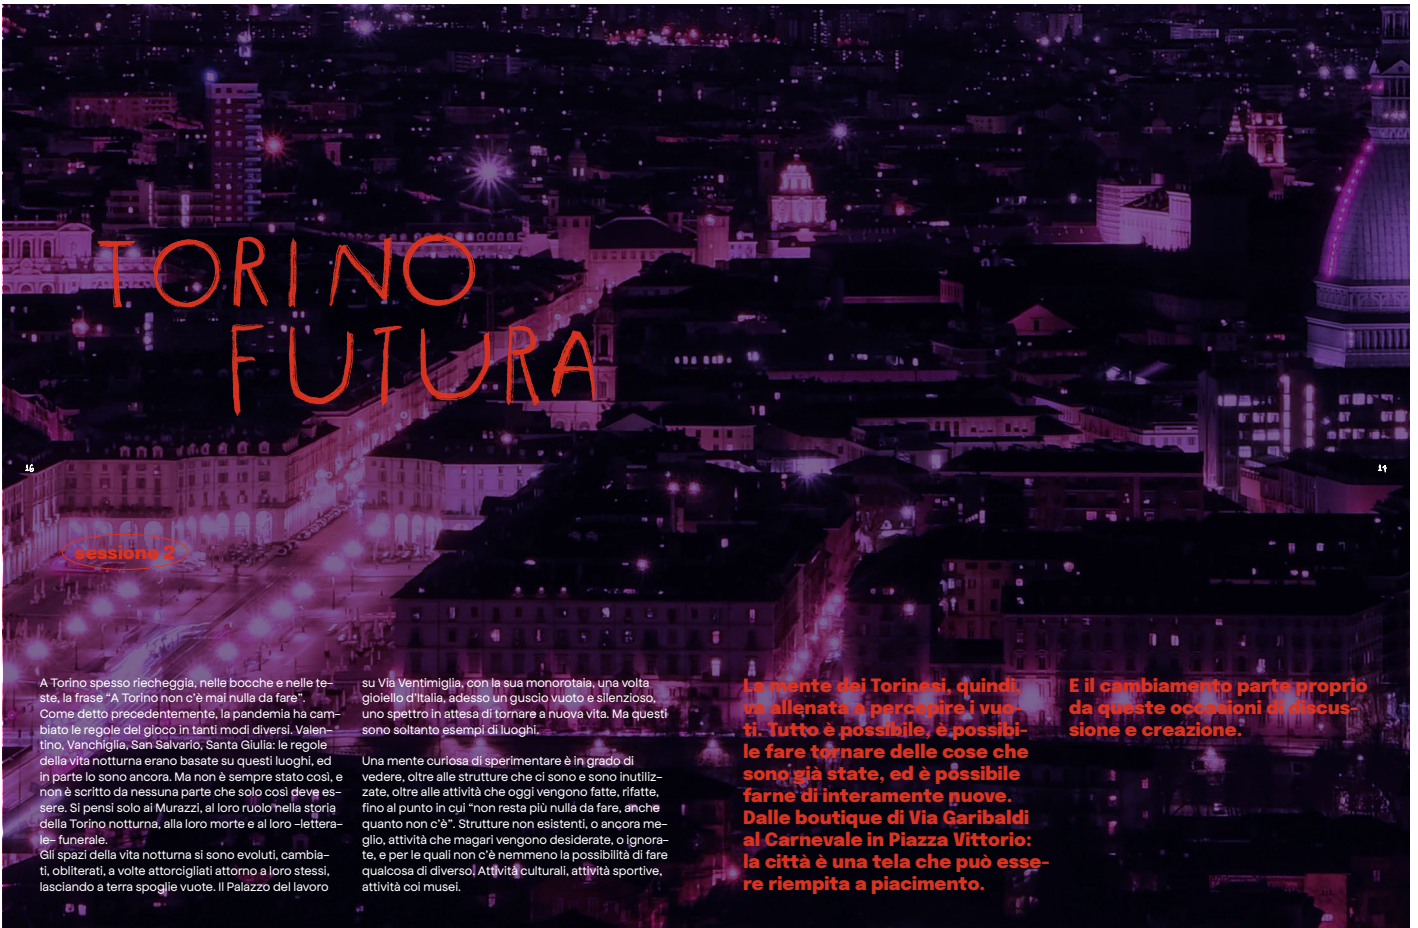 TORINO
FUTURA
16
17
sessione 2
A Torino spesso riecheggia, nelle bocche e nelle te-
ste, la frase “A Torino non c’è mai nulla da fare”.
Come detto precedentemente, la pandemia ha cam-
biato le regole del gioco in tanti modi diversi. Valen-
tino, Vanchiglia, San Salvario, Santa Giulia: le regole
della vita notturna erano basate su questi luoghi, ed
in parte lo sono ancora. Ma non è sempre stato così, e
non è scritto da nessuna parte che solo così deve es-
sere. Si pensi solo ai Murazzi, al loro ruolo nella storia
della Torino notturna, alla loro morte e al loro -lettera-
le- funerale.
Gli spazi della vita notturna si sono evoluti, cambia-
ti, obliterati, a volte attorcigliati attorno a loro stessi,
lasciando a terra spoglie vuote. Il Palazzo del lavoro
su Via Ventimiglia, con la sua monorotaia, una volta
gioiello d’Italia, adesso un guscio vuoto e silenzioso,
uno spettro in attesa di tornare a nuova vita. Ma questi
sono soltanto esempi di luoghi.
Una mente curiosa di sperimentare è in grado di
vedere, oltre alle strutture che ci sono e sono inutiliz-
zate, oltre alle attività che oggi vengono fatte, rifatte,
fino al punto in cui “non resta più nulla da fare, anche
quanto non c’è”. Strutture non esistenti, o ancora me-
glio, attività che magari vengono desiderate, o ignora-
te, e per le quali non c’è nemmeno la possibilità di fare
qualcosa di diverso. Attività culturali, attività sportive,
attività coi musei.
La mente dei Torinesi, quindi,
va allenata a percepire i vuo-
ti. Tutto è possibile, è possibi-
le fare tornare delle cose che
sono già state, ed è possibile
farne di interamente nuove.
Dalle boutique di Via Garibaldi
al Carnevale in Piazza Vittorio:
la città è una tela che può esse-
re riempita a piacimento.
E il cambiamento parte proprio
da queste occasioni di discus-
sione e creazione.